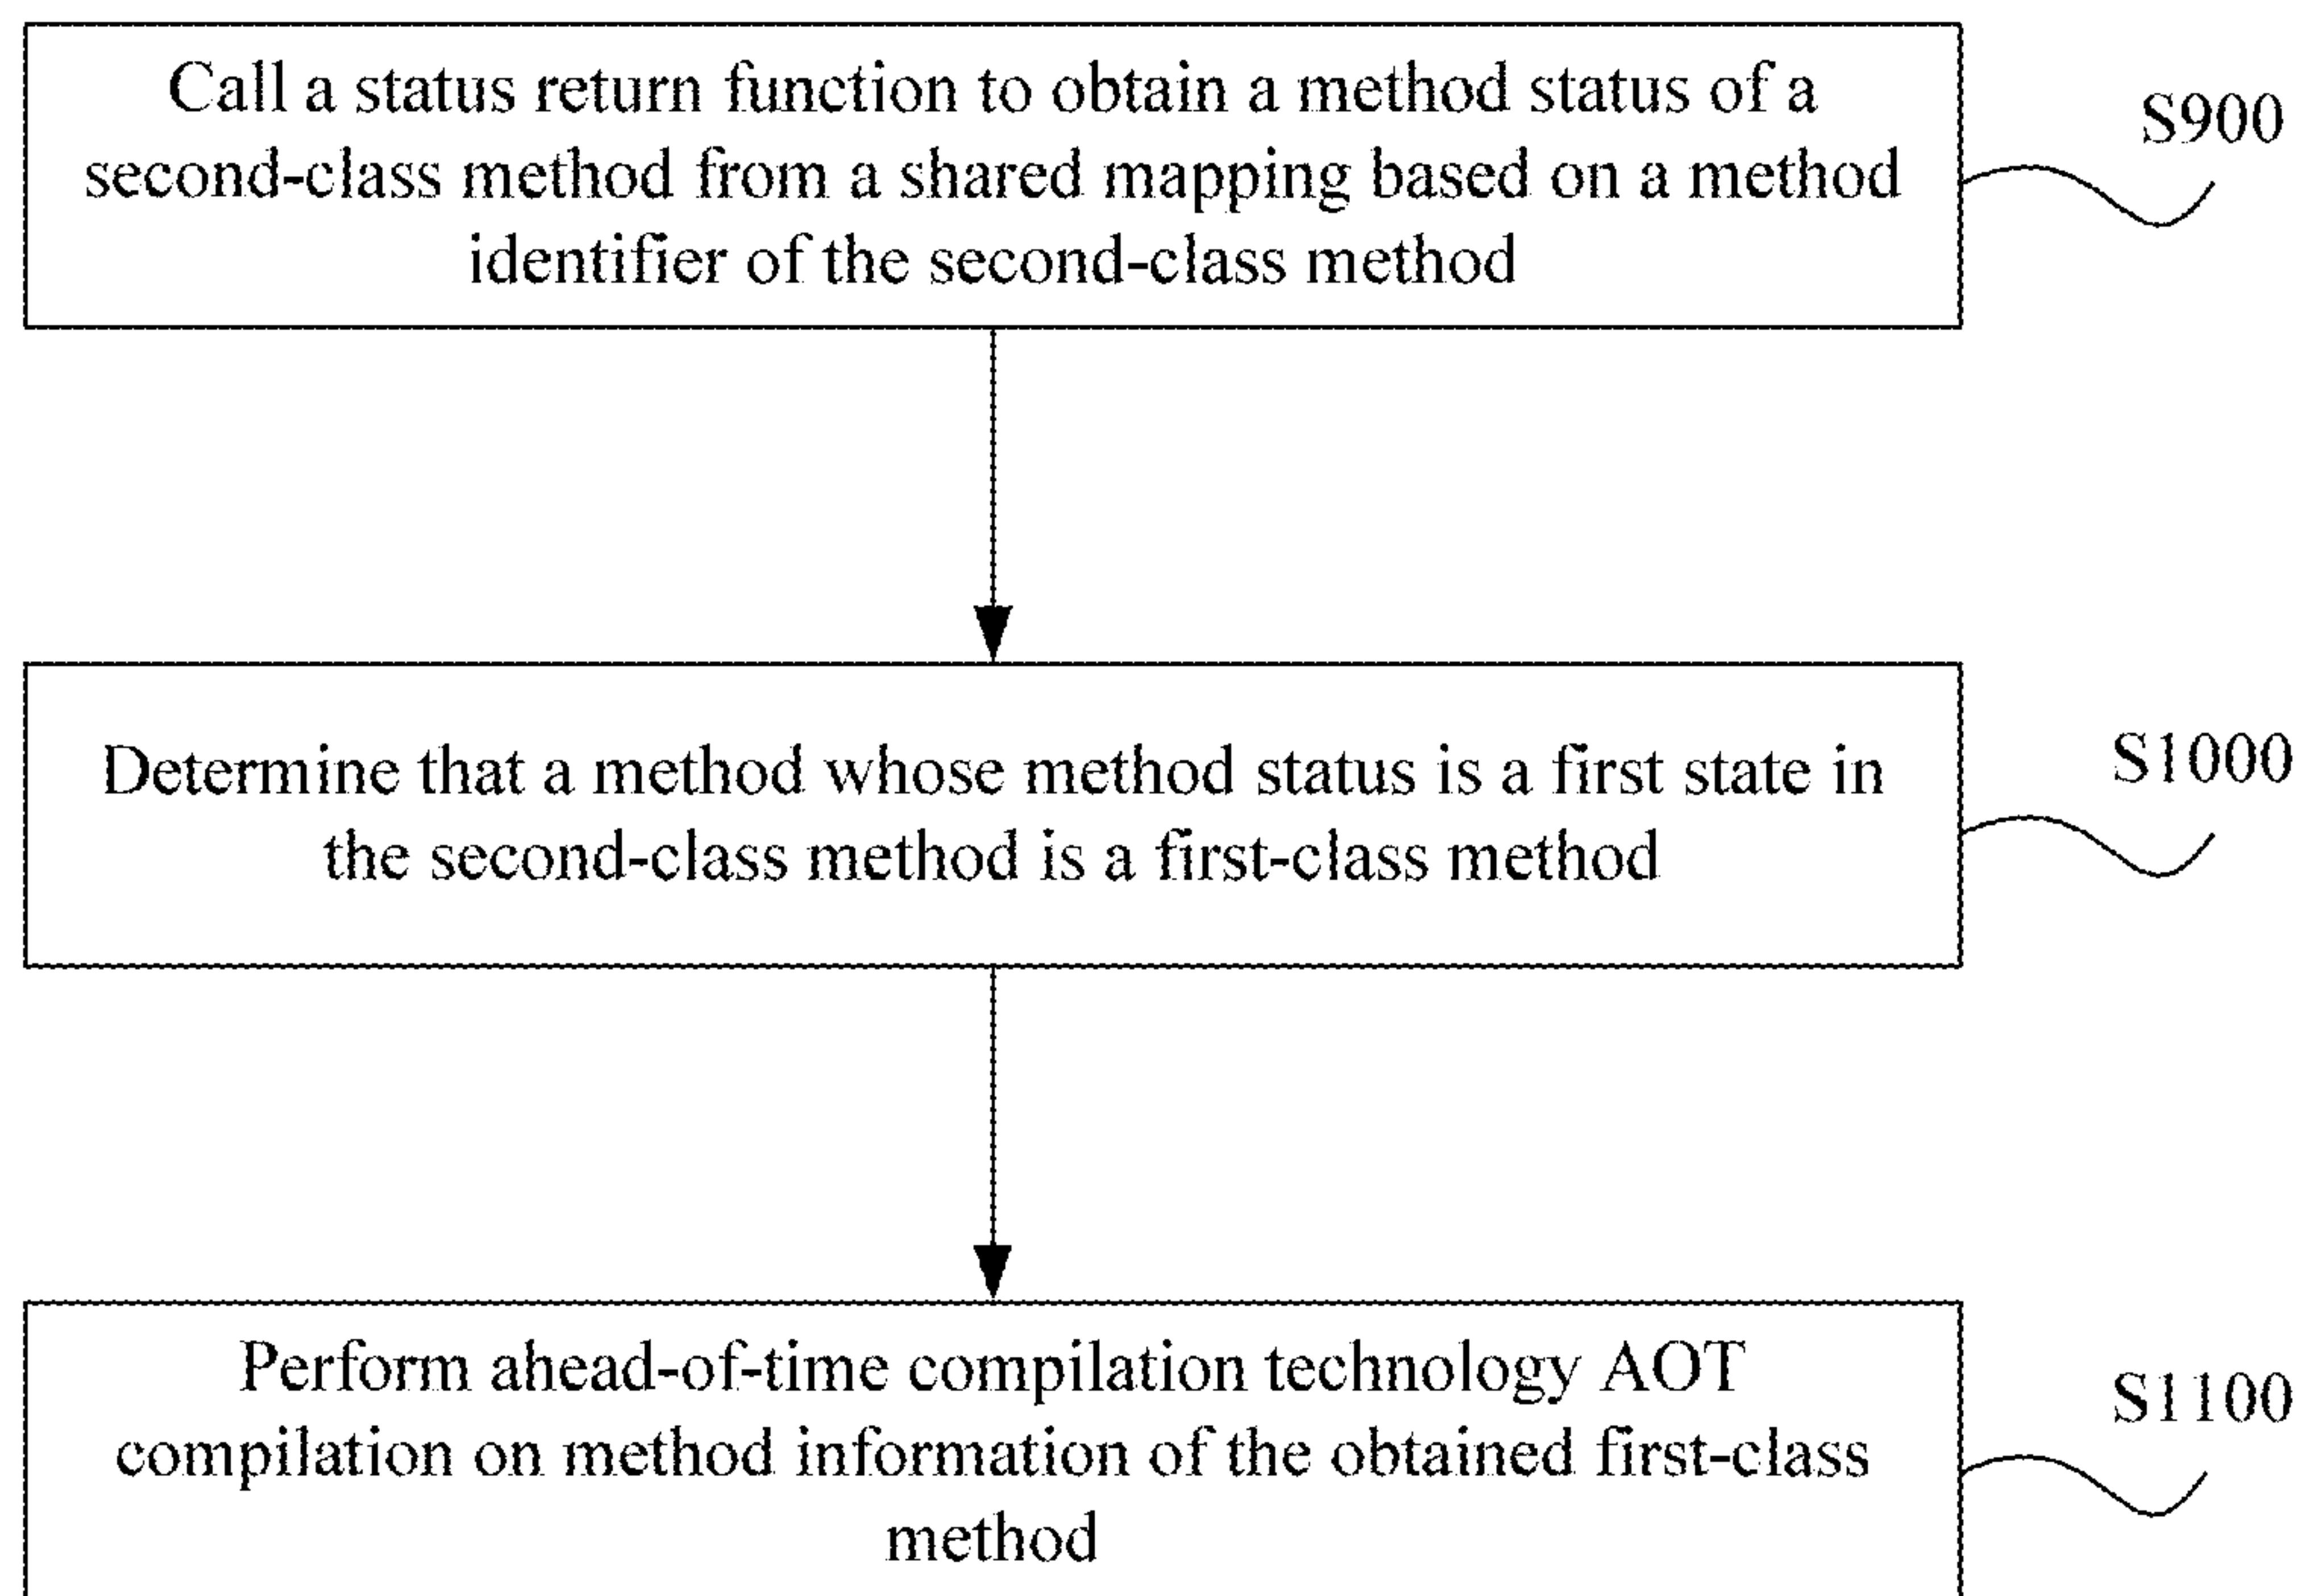 Call a status return function to obtain a method status of a
second-class method from a shared mapping based on a method
identifier of the second-class method
S900
Determine that a method whose method status is a first state in
the second-class method is a first-class method
S1000
Perform ahead-of-time compilation technology AOT
compilation on method information of the obtained first-class
method
S1100